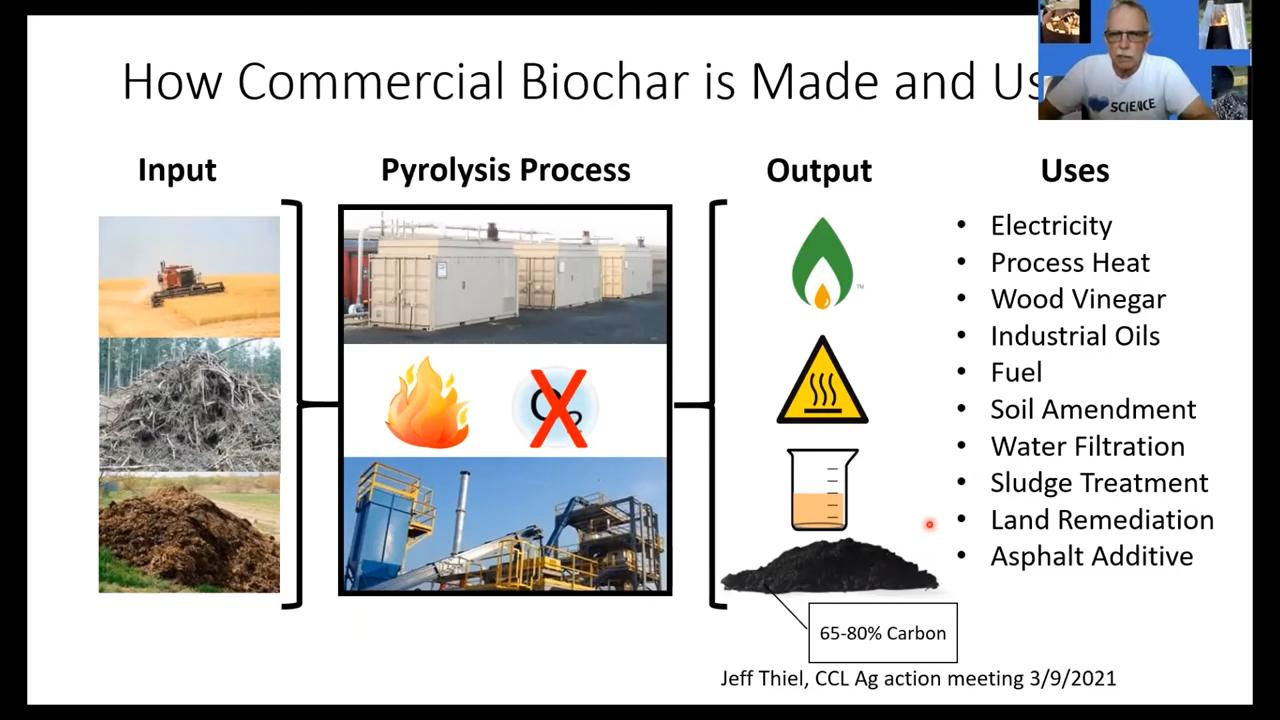 How Commercial Biochar is Made and Us
SCIENCE
Input
Pyrolysis Process
Output
Uses
O2
TM
65-80% Carbon
• Electricity
• Process Heat
• Wood Vinegar
• Industrial Oils
• Fuel
• Soil Amendment
• Water Filtration
• Sludge Treatment
• Land Remediation
• Asphalt Additive
Jeff Thiel, CCL Ag action meeting 3/9/2021